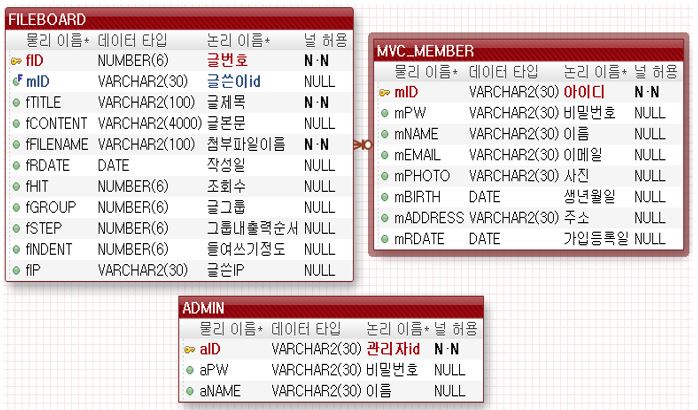 FILEBOARD
물리 이름* 데이터 타입 논리 이름* 널 허용
fID NUMBER(6) 글번호 N·N
mID VARCHAR2(30) 글쓴이id NULL
fTITLE VARCHAR2(100) 글제목 N·N
fCONTENT VARCHAR2(4000) 글본문 NULL
fFILENAME VARCHAR2(100) 첨부파일이름 N·N
fRDATE DATE 작성일 NULL
fHIT NUMBER(6) 조회수 NULL
fGROUP NUMBER(6) 글그룹 NULL
fSTEP NUMBER(6) 그룹내출력순서 NULL
fINDENT NUMBER(6) 들여쓰기정도 NULL
fIP VARCHAR2(30) 글쓴IP NULL
MVC_MEMBER
물리 이름* 데이터 타입 논리 이름* 널 허용
mID VARCHAR2(30) 아이디 N·N
mPW VARCHAR2(30) 비밀번호 NULL
mNAME VARCHAR2(30) 이름 NULL
mEMAIL VARCHAR2(30) 이메일 NULL
mPHOTO VARCHAR2(30) 사진 NULL
mBIRTH DATE 생년월일 NULL
mADDRESS VARCHAR2(30) 주소 NULL
mRDATE DATE 가입등록일 NULL
ADMIN
물리 이름* 데이터 타입 논리 이름* 널 허용
aID VARCHAR2(30) 관리자id N·N
aPW VARCHAR2(30) 비밀번호 NULL
aNAME VARCHAR2(30) 이름 NULL